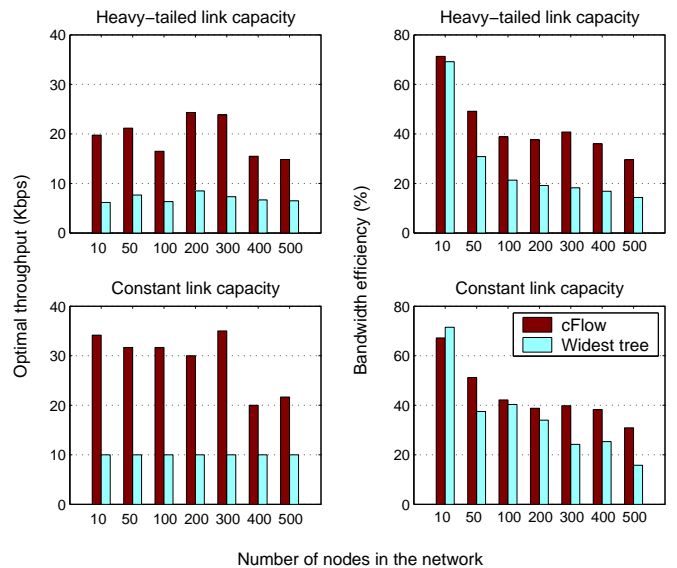 Heavy−tailed link capacity
Heavy−tailed link capacity
40
30
20
10
0
10 50 100 200 300 400 500
80
60
40
20
0
10 50 100 200 300 400 500
Optimal throughput (Kbps)
Bandwidth efficiency (%)
Constant link capacity
Constant link capacity
40
30
20
10
0
10 50 100 200 300 400 500
80
60
40
20
0
10 50 100 200 300 400 500
cFlow
Widest tree
Number of nodes in the network